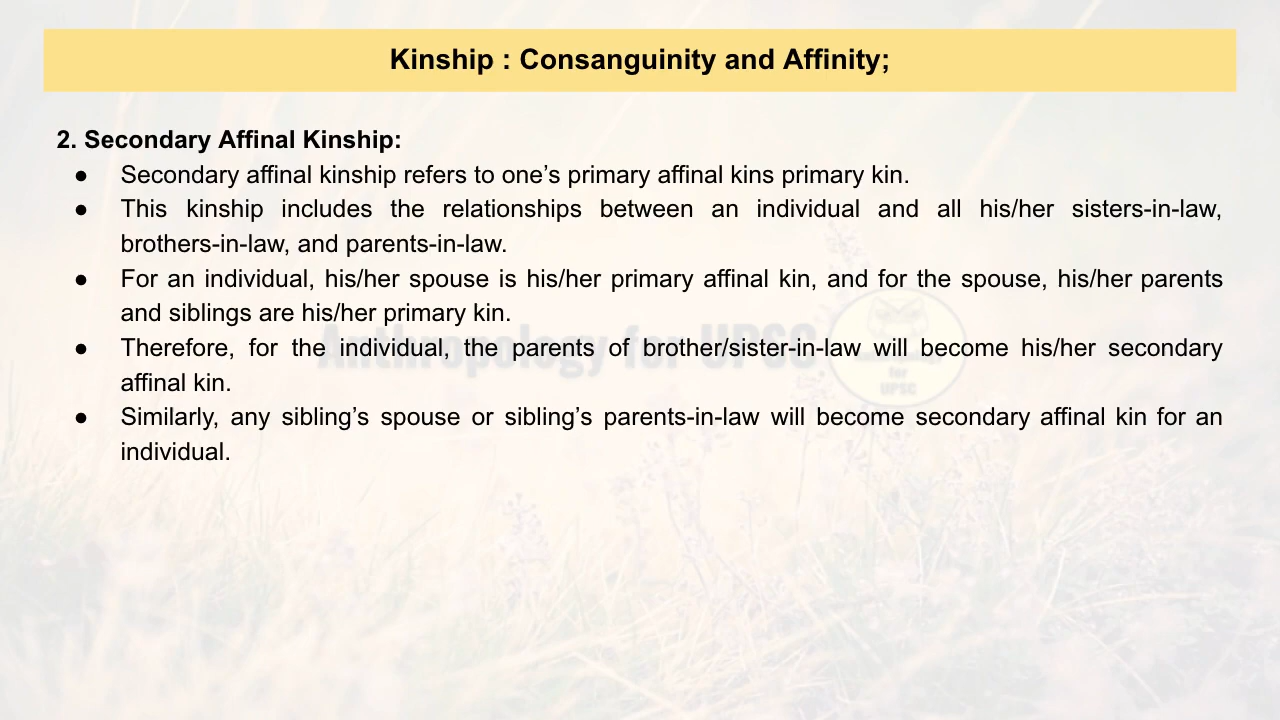 Kinship : Consanguinity and Affinity;
2. Secondary Affinal Kinship:
● Secondary affinal kinship refers to one’s primary affinal kins primary kin.
● This kinship includes the relationships between an individual and all his/her sisters-in-law,
brothers-in-law, and parents-in-law.
● For an individual, his/her spouse is his/her primary affinal kin, and for the spouse, his/her parents
and siblings are his/her primary kin.
Anthropology for UPSC
● Therefore, for the individual, the parents of brother/sister-in-law will become his/her secondary
affinal kin.
for
UPSC
● Similarly, any sibling’s spouse or sibling’s parents-in-law will become secondary affinal kin for an
individual.